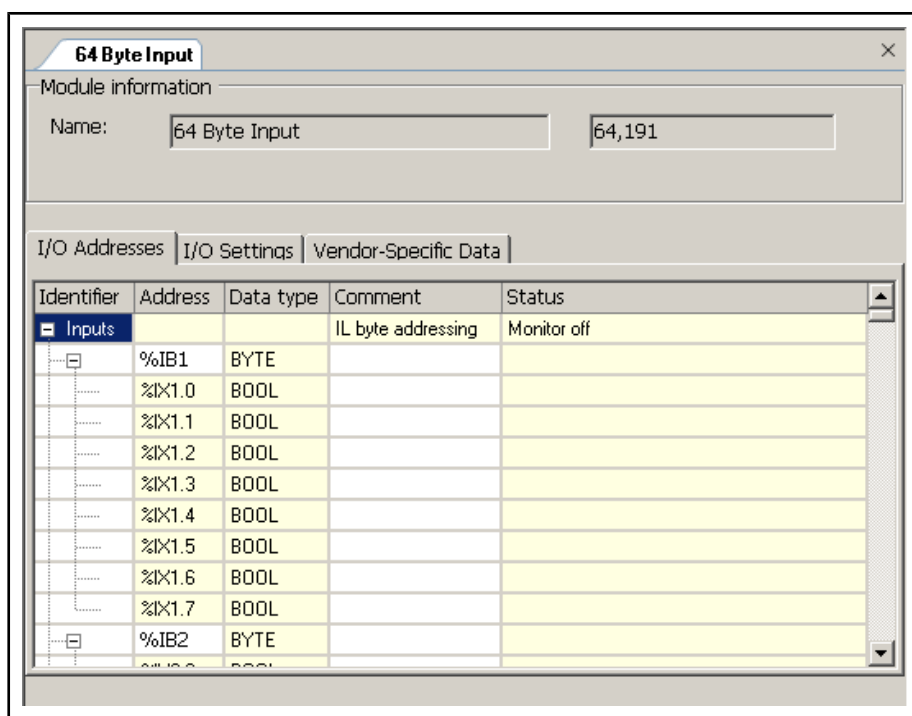 64 Byte Input
Module information
Name: 64 Byte Input 64,191
I/O Addresses I/O Settings Vendor-Specific Data
Identifier Address Data type Comment Status
Inputs IL byte addressing Monitor off
%IB1 BYTE
%IX1.0 BOOL
%IX1.1 BOOL
%IX1.2 BOOL
%IX1.3 BOOL
%IX1.4 BOOL
%IX1.5 BOOL
%IX1.6 BOOL
%IX1.7 BOOL
%IB2 BYTE